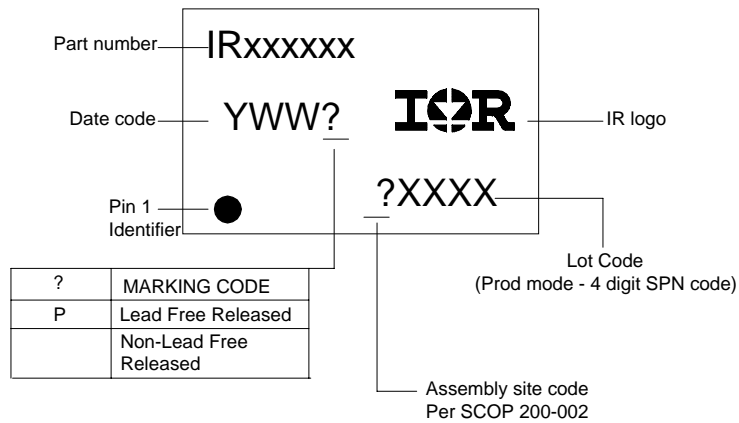 Part number
IRxxxxxx
Date code
YWW?
IOR
IR logo
?XXXX
Pin 1
Identifier
Lot Code
(Prod mode - 4 digit SPN code)
? MARKING CODE
P Lead Free Released
Non-Lead Free
Released
Assembly site code
Per SCOP 200-002